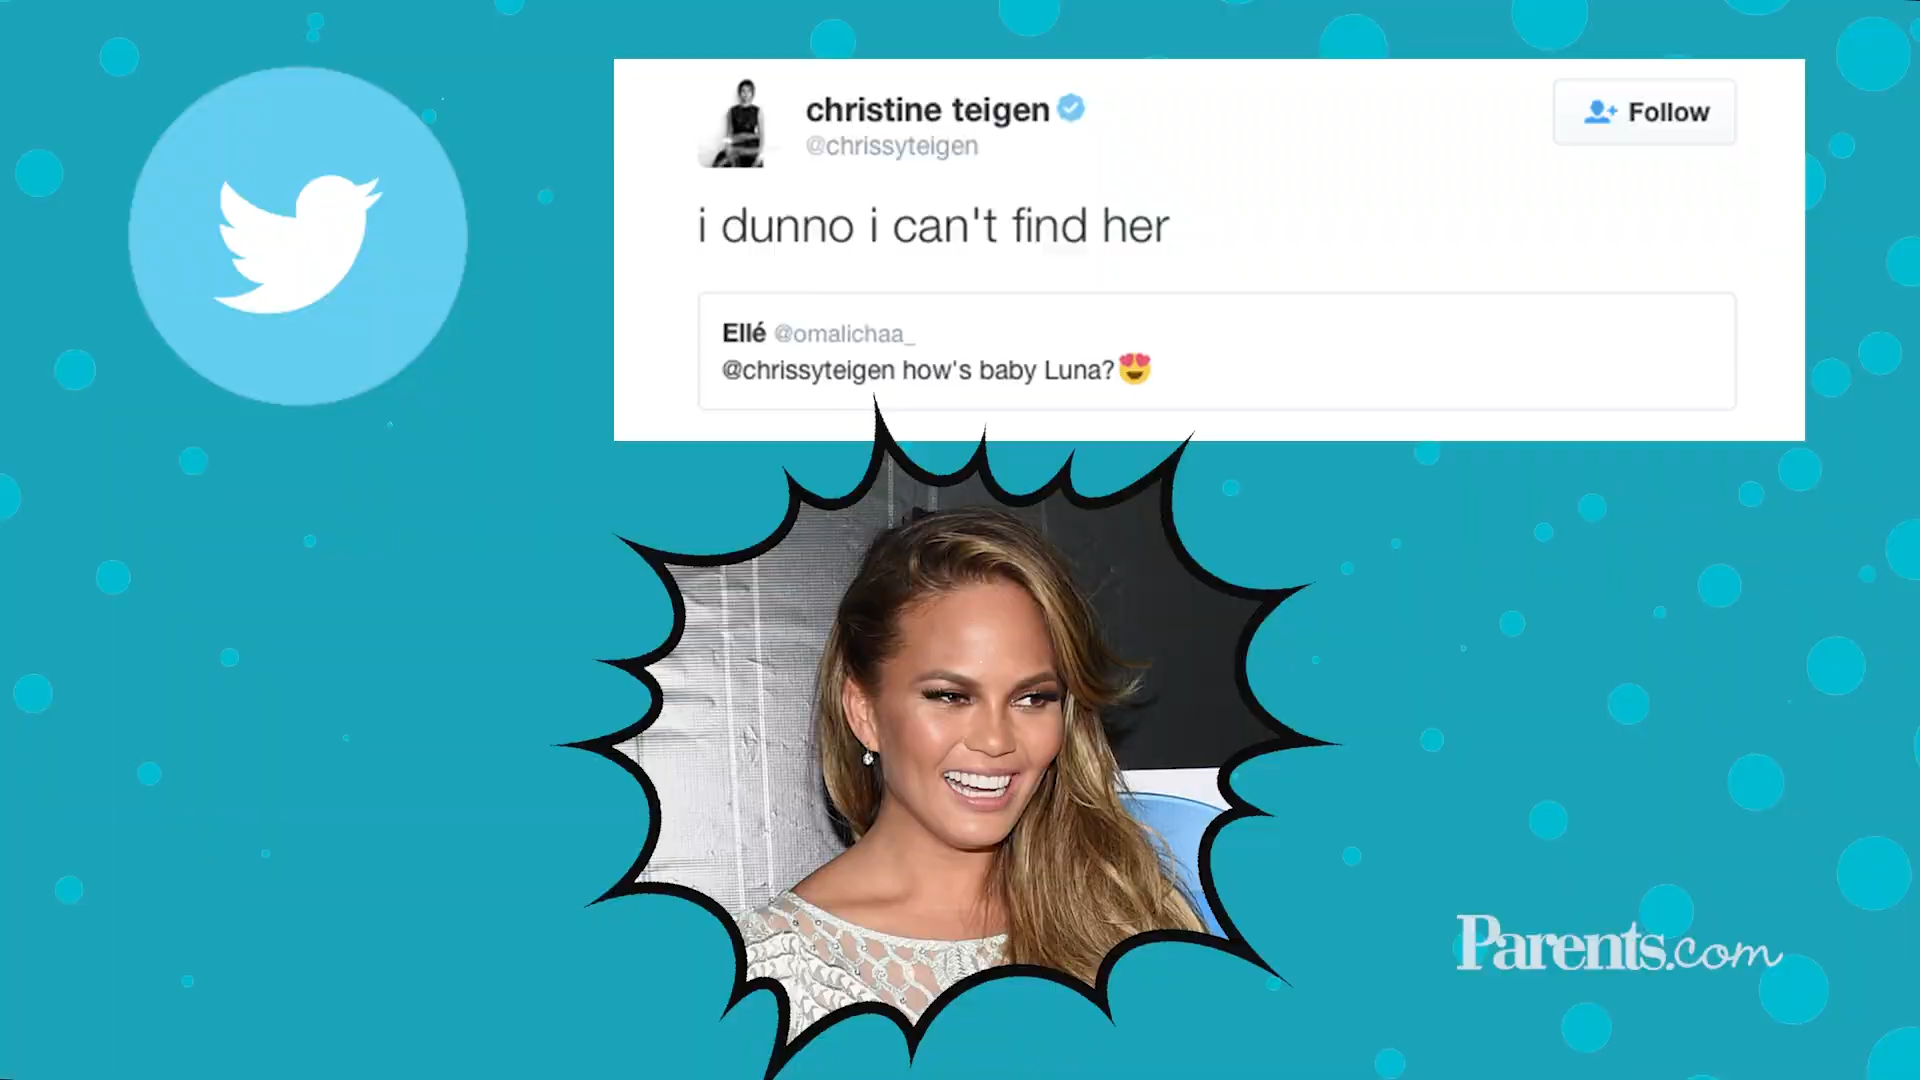 christine teigen
@chrissyteigen
Follow
i dunno i can't find her
Ellé @omalichaa_
@chrissyteigen how's baby Luna?😍
Parents.com